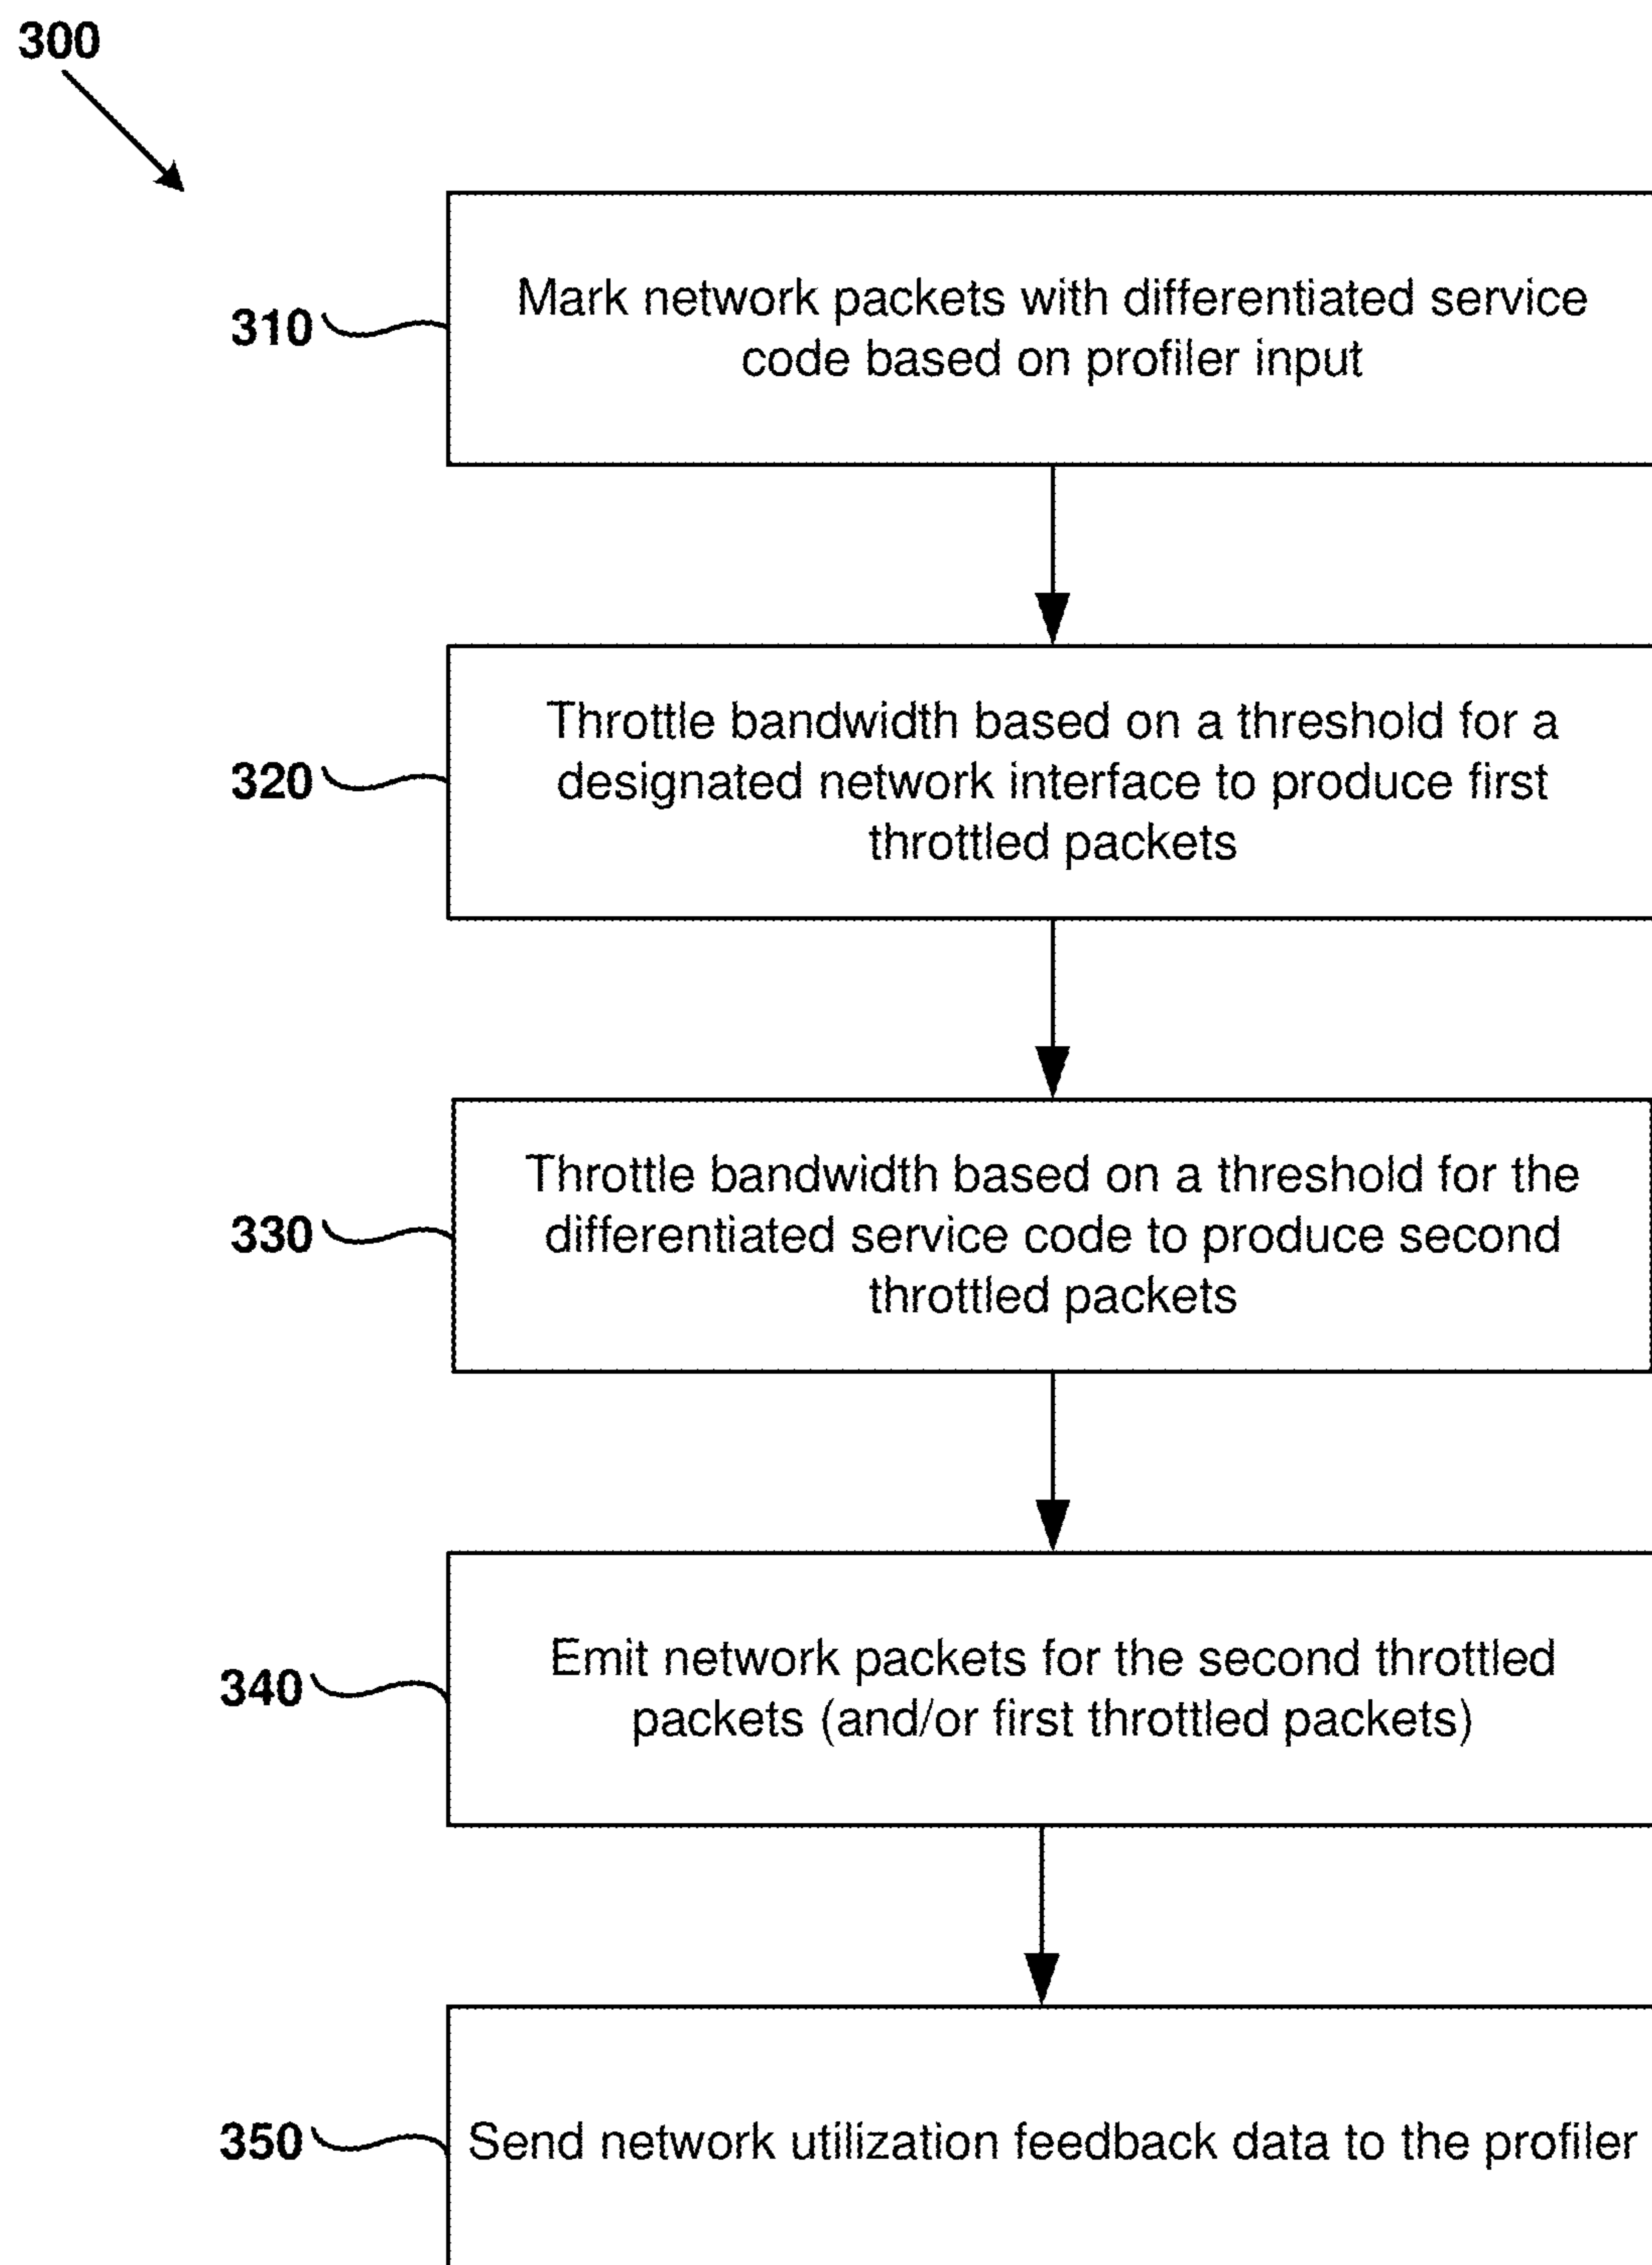 300
310
Mark network packets with differentiated service
code based on profiler input
320
Throttle bandwidth based on a threshold for a
designated network interface to produce first
throttled packets
330
Throttle bandwidth based on a threshold for the
differentiated service code to produce second
throttled packets
340
Emit network packets for the second throttled
packets (and/or first throttled packets)
350
Send network utilization feedback data to the profiler